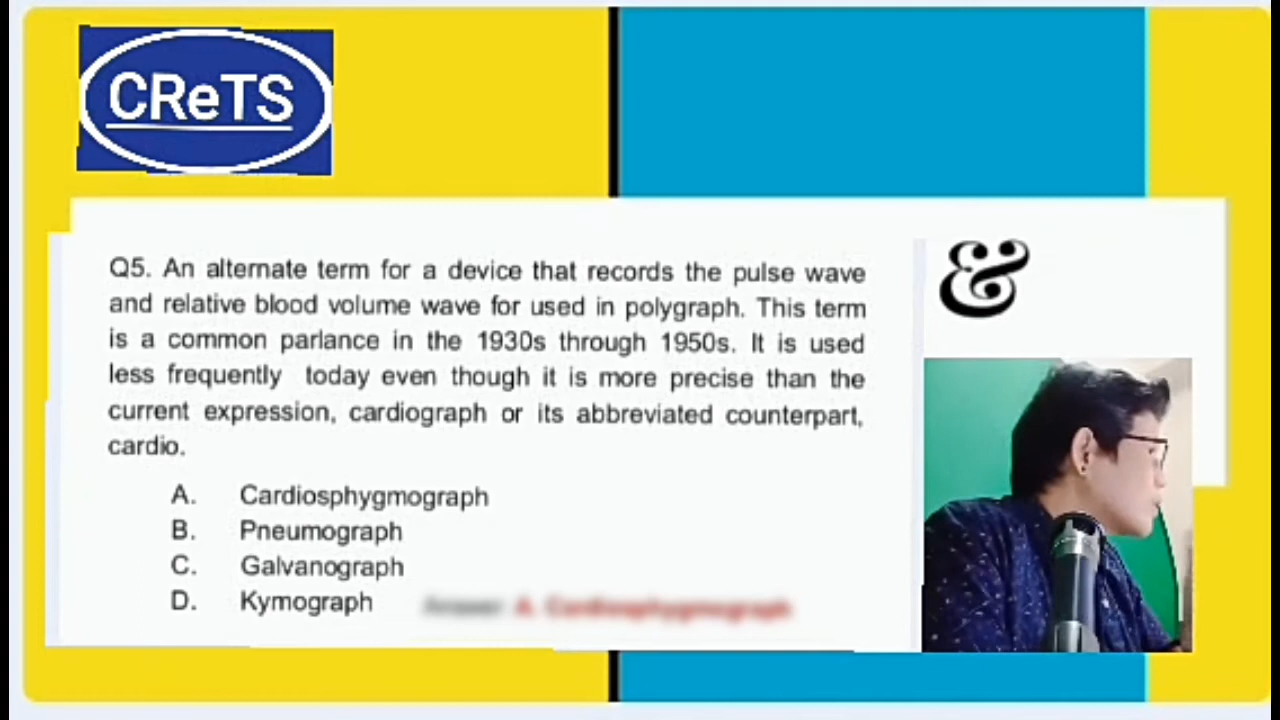 CReTS
Q5. An alternate term for a device that records the pulse wave
and relative blood volume wave for used in polygraph. This term
is a common parlance in the 1930s through 1950s. It is used
less frequently today even though it is more precise than the
current expression, cardiograph or its abbreviated counterpart,
cardio.
&
A. Cardiosphygmograph
B. Pneumograph
C. Galvanograph
D. Kymograph